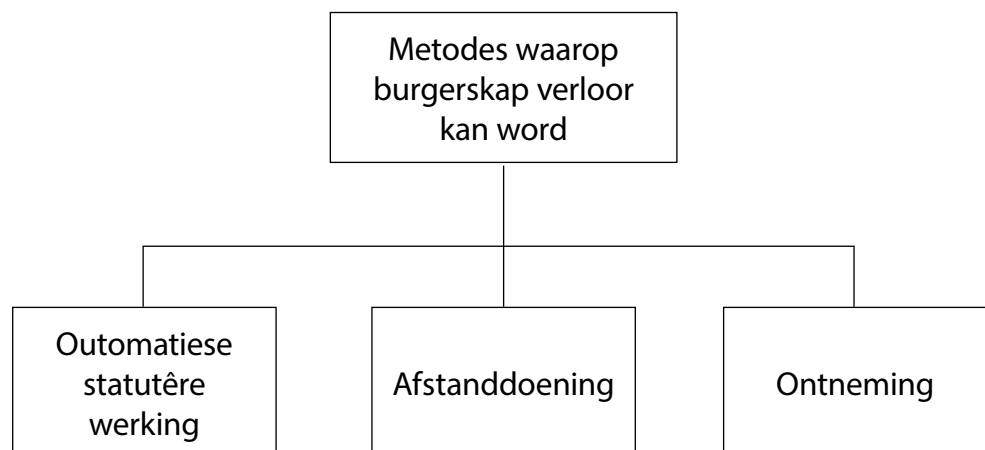 Metodes waarop
burgerskap verloor
kan word
Outomatiese
statutêre
werking
Afstanddoening
Ontneming